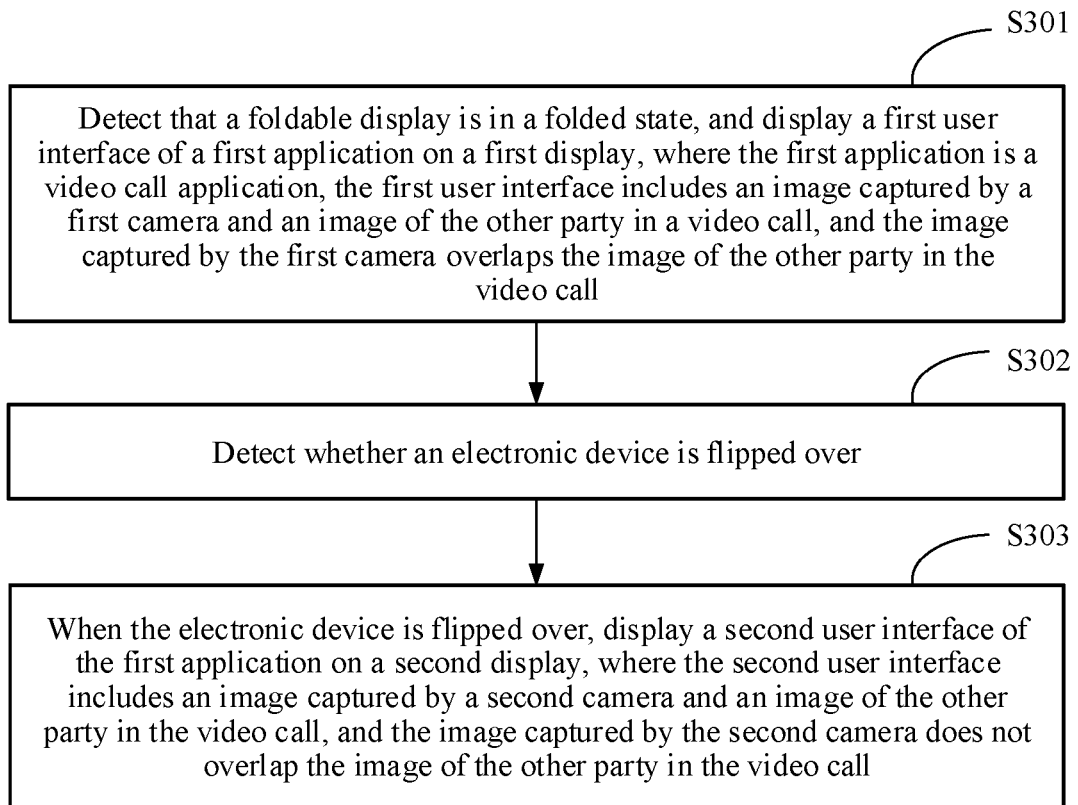 S301
Detect that a foldable display is in a folded state, and display a first user
interface of a first application on a first display, where the first application is a
video call application, the first user interface includes an image captured by a
first camera and an image of the other party in a video call, and the image
captured by the first camera overlaps the image of the other party in the
video call
S302
Detect whether an electronic device is flipped over
S303
When the electronic device is flipped over, display a second user interface of
the first application on a second display, where the second user interface
includes an image captured by a second camera and an image of the other
party in the video call, and the image captured by the second camera does not
overlap the image of the other party in the video call